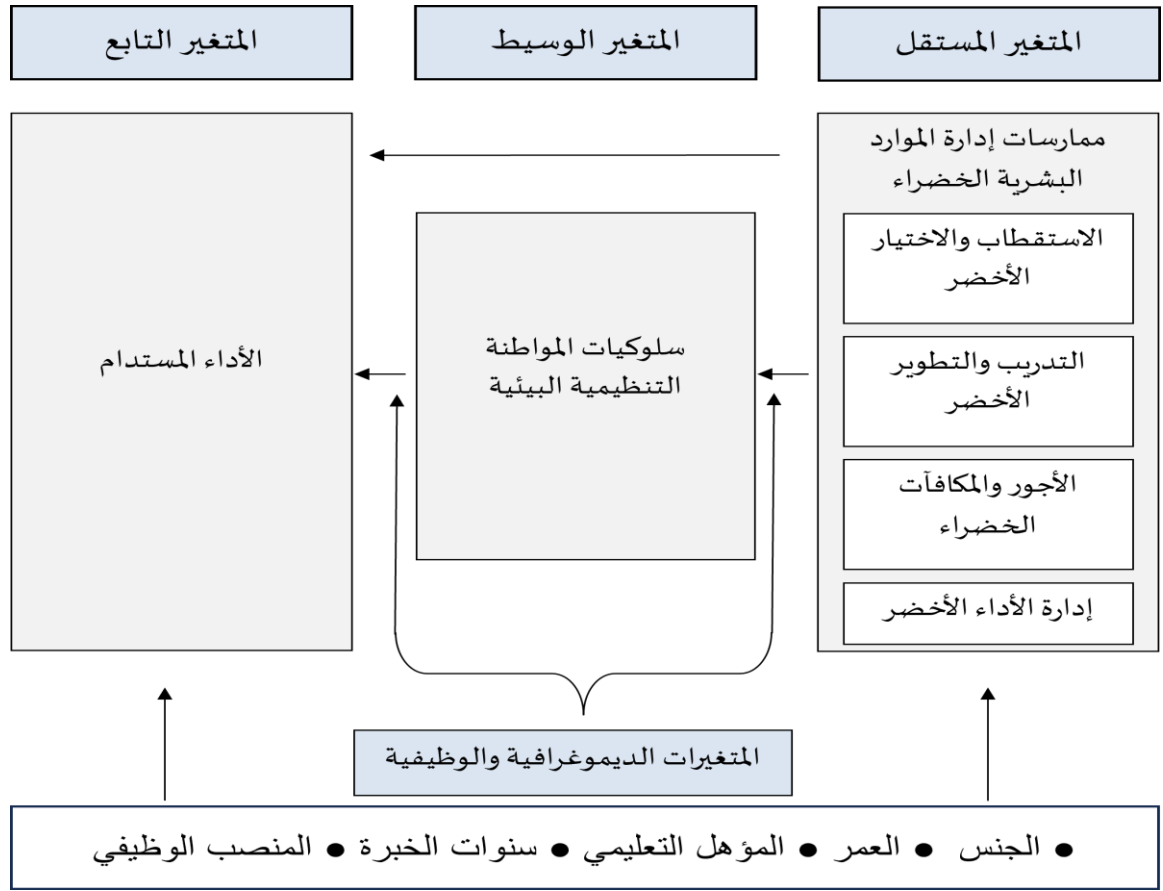 المتغير المستقل
المتغير الوسيط
المتغير التابع
ممارسات إدارة الموارد
البشرية الخضراء
الاستقطاب والاختيار
الأخضر
التدريب والتطوير
الأخضر
الأجور والمكافآت
الخضراء
إدارة الأداء الأخضر
سلوكيات المواطنة
التنظيمية البيئية
الأداء المستدام
المتغيرات الديموغرافية والوظيفية
● الجنس ● العمر ● المؤهل التعليمي ● سنوات الخبرة ● المنصب الوظيفي